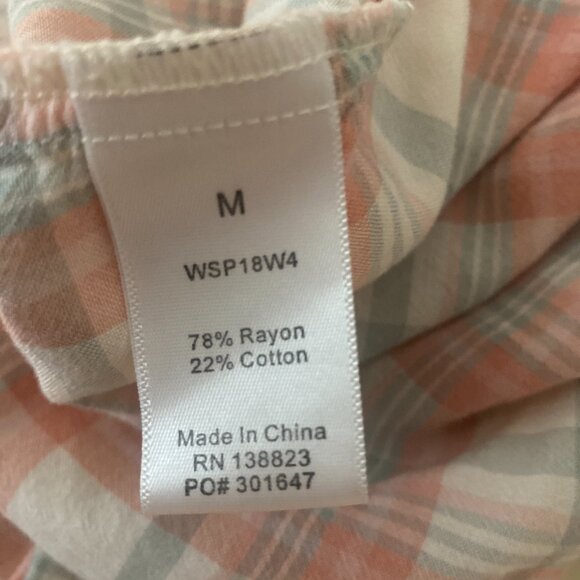 M
WSP18W4
78% Rayon
22% Cotton
Made In China
RN 138823
PO# 301647